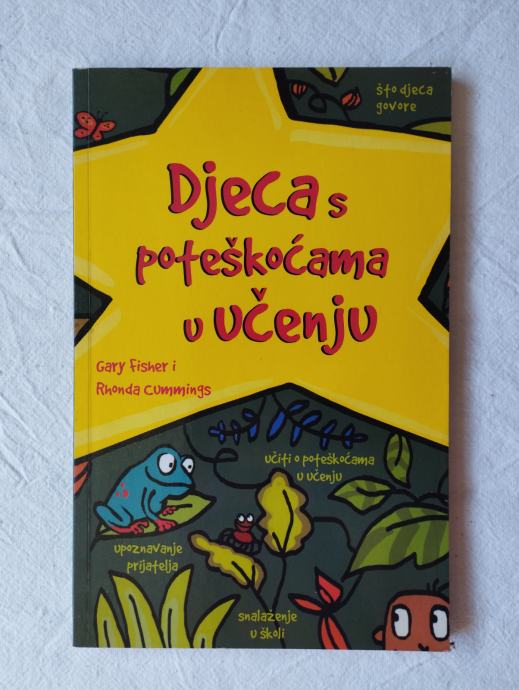 što djeca
govore
Djeca s
poteškoćama
u učenju
Gary Fisher i
Rhonda Cummings
učiti o poteškoćama
u učenju
upoznavanje
prijatelja
snalaženje
u školi